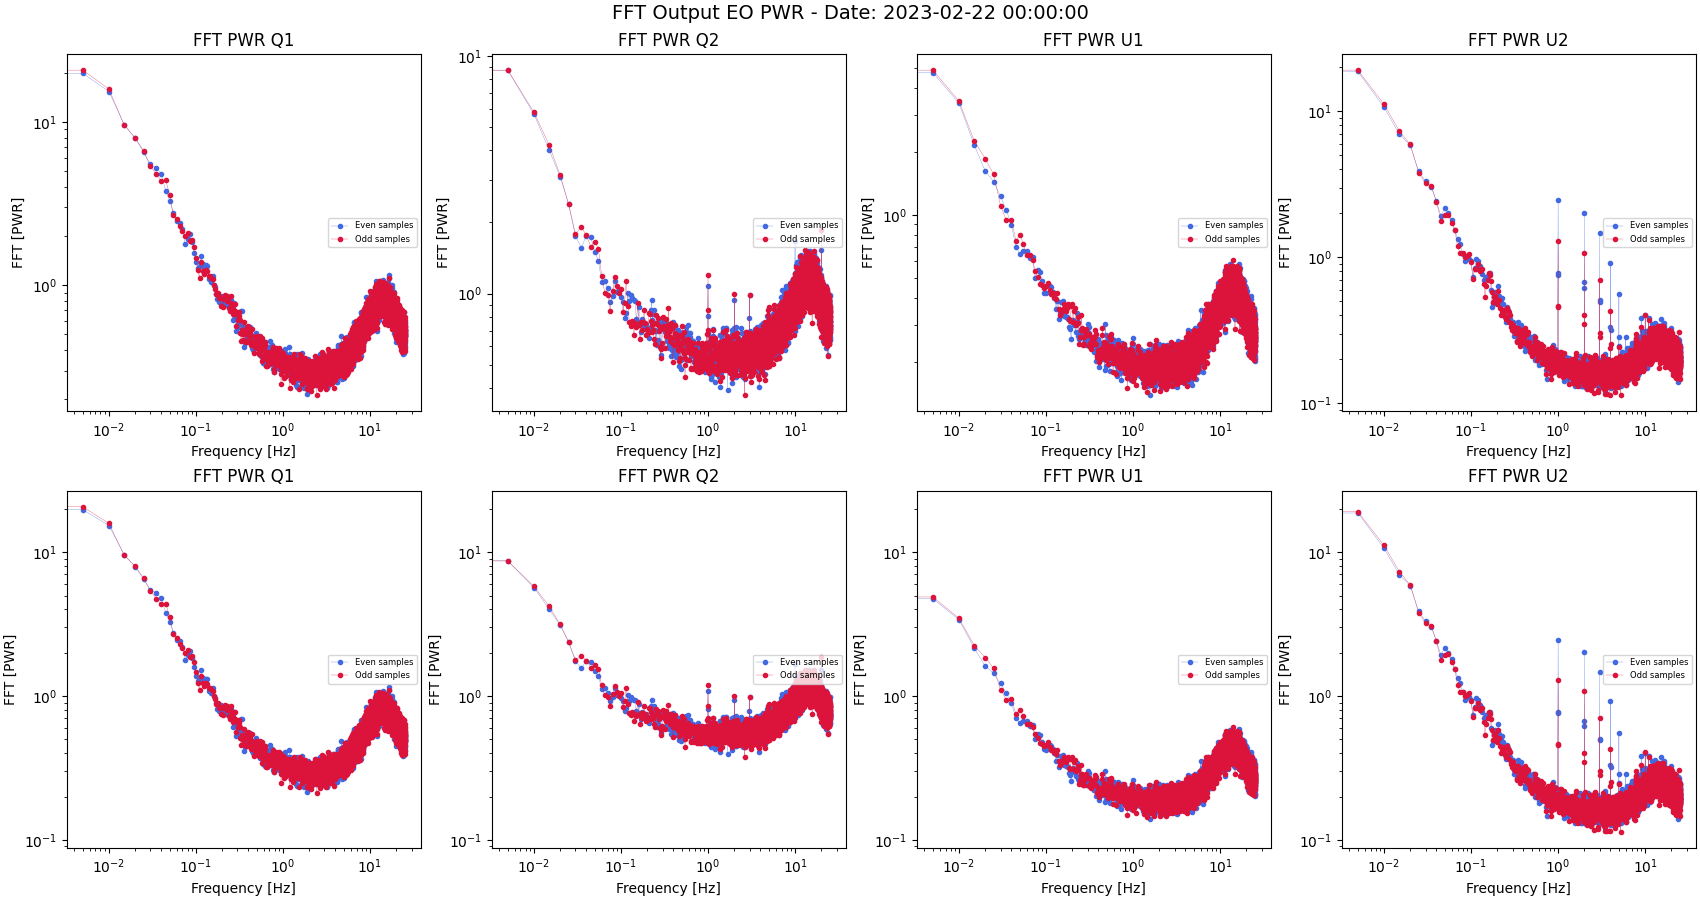 FFT Output EO PWR - Date: 2023-02-22 00:00:00
FFT PWR Q1
FFT [PWR]
10¹
10⁰
Even samples
Odd samples
10⁻²
10⁻¹
10⁰
10¹
Frequency [Hz]
FFT PWR Q2
FFT [PWR]
10¹
10⁰
Even samples
Odd samples
10⁻²
10⁻¹
10⁰
10¹
Frequency [Hz]
FFT PWR U1
FFT [PWR]
10⁰
Even samples
Odd samples
10⁻²
10⁻¹
10⁰
10¹
Frequency [Hz]
FFT PWR U2
FFT [PWR]
10¹
10⁰
10⁻¹
Even samples
Odd samples
10⁻²
10⁻¹
10⁰
10¹
Frequency [Hz]
FFT PWR Q1
FFT [PWR]
10¹
10⁰
10⁻¹
Even samples
Odd samples
10⁻²
10⁻¹
10⁰
10¹
Frequency [Hz]
FFT PWR Q2
FFT [PWR]
10¹
10⁰
10⁻¹
Even samples
Odd samples
10⁻²
10⁻¹
10⁰
10¹
Frequency [Hz]
FFT PWR U1
FFT [PWR]
10¹
10⁰
10⁻¹
Even samples
Odd samples
10⁻²
10⁻¹
10⁰
10¹
Frequency [Hz]
FFT PWR U2
FFT [PWR]
10¹
10⁰
10⁻¹
Even samples
Odd samples
10⁻²
10⁻¹
10⁰
10¹
Frequency [Hz]